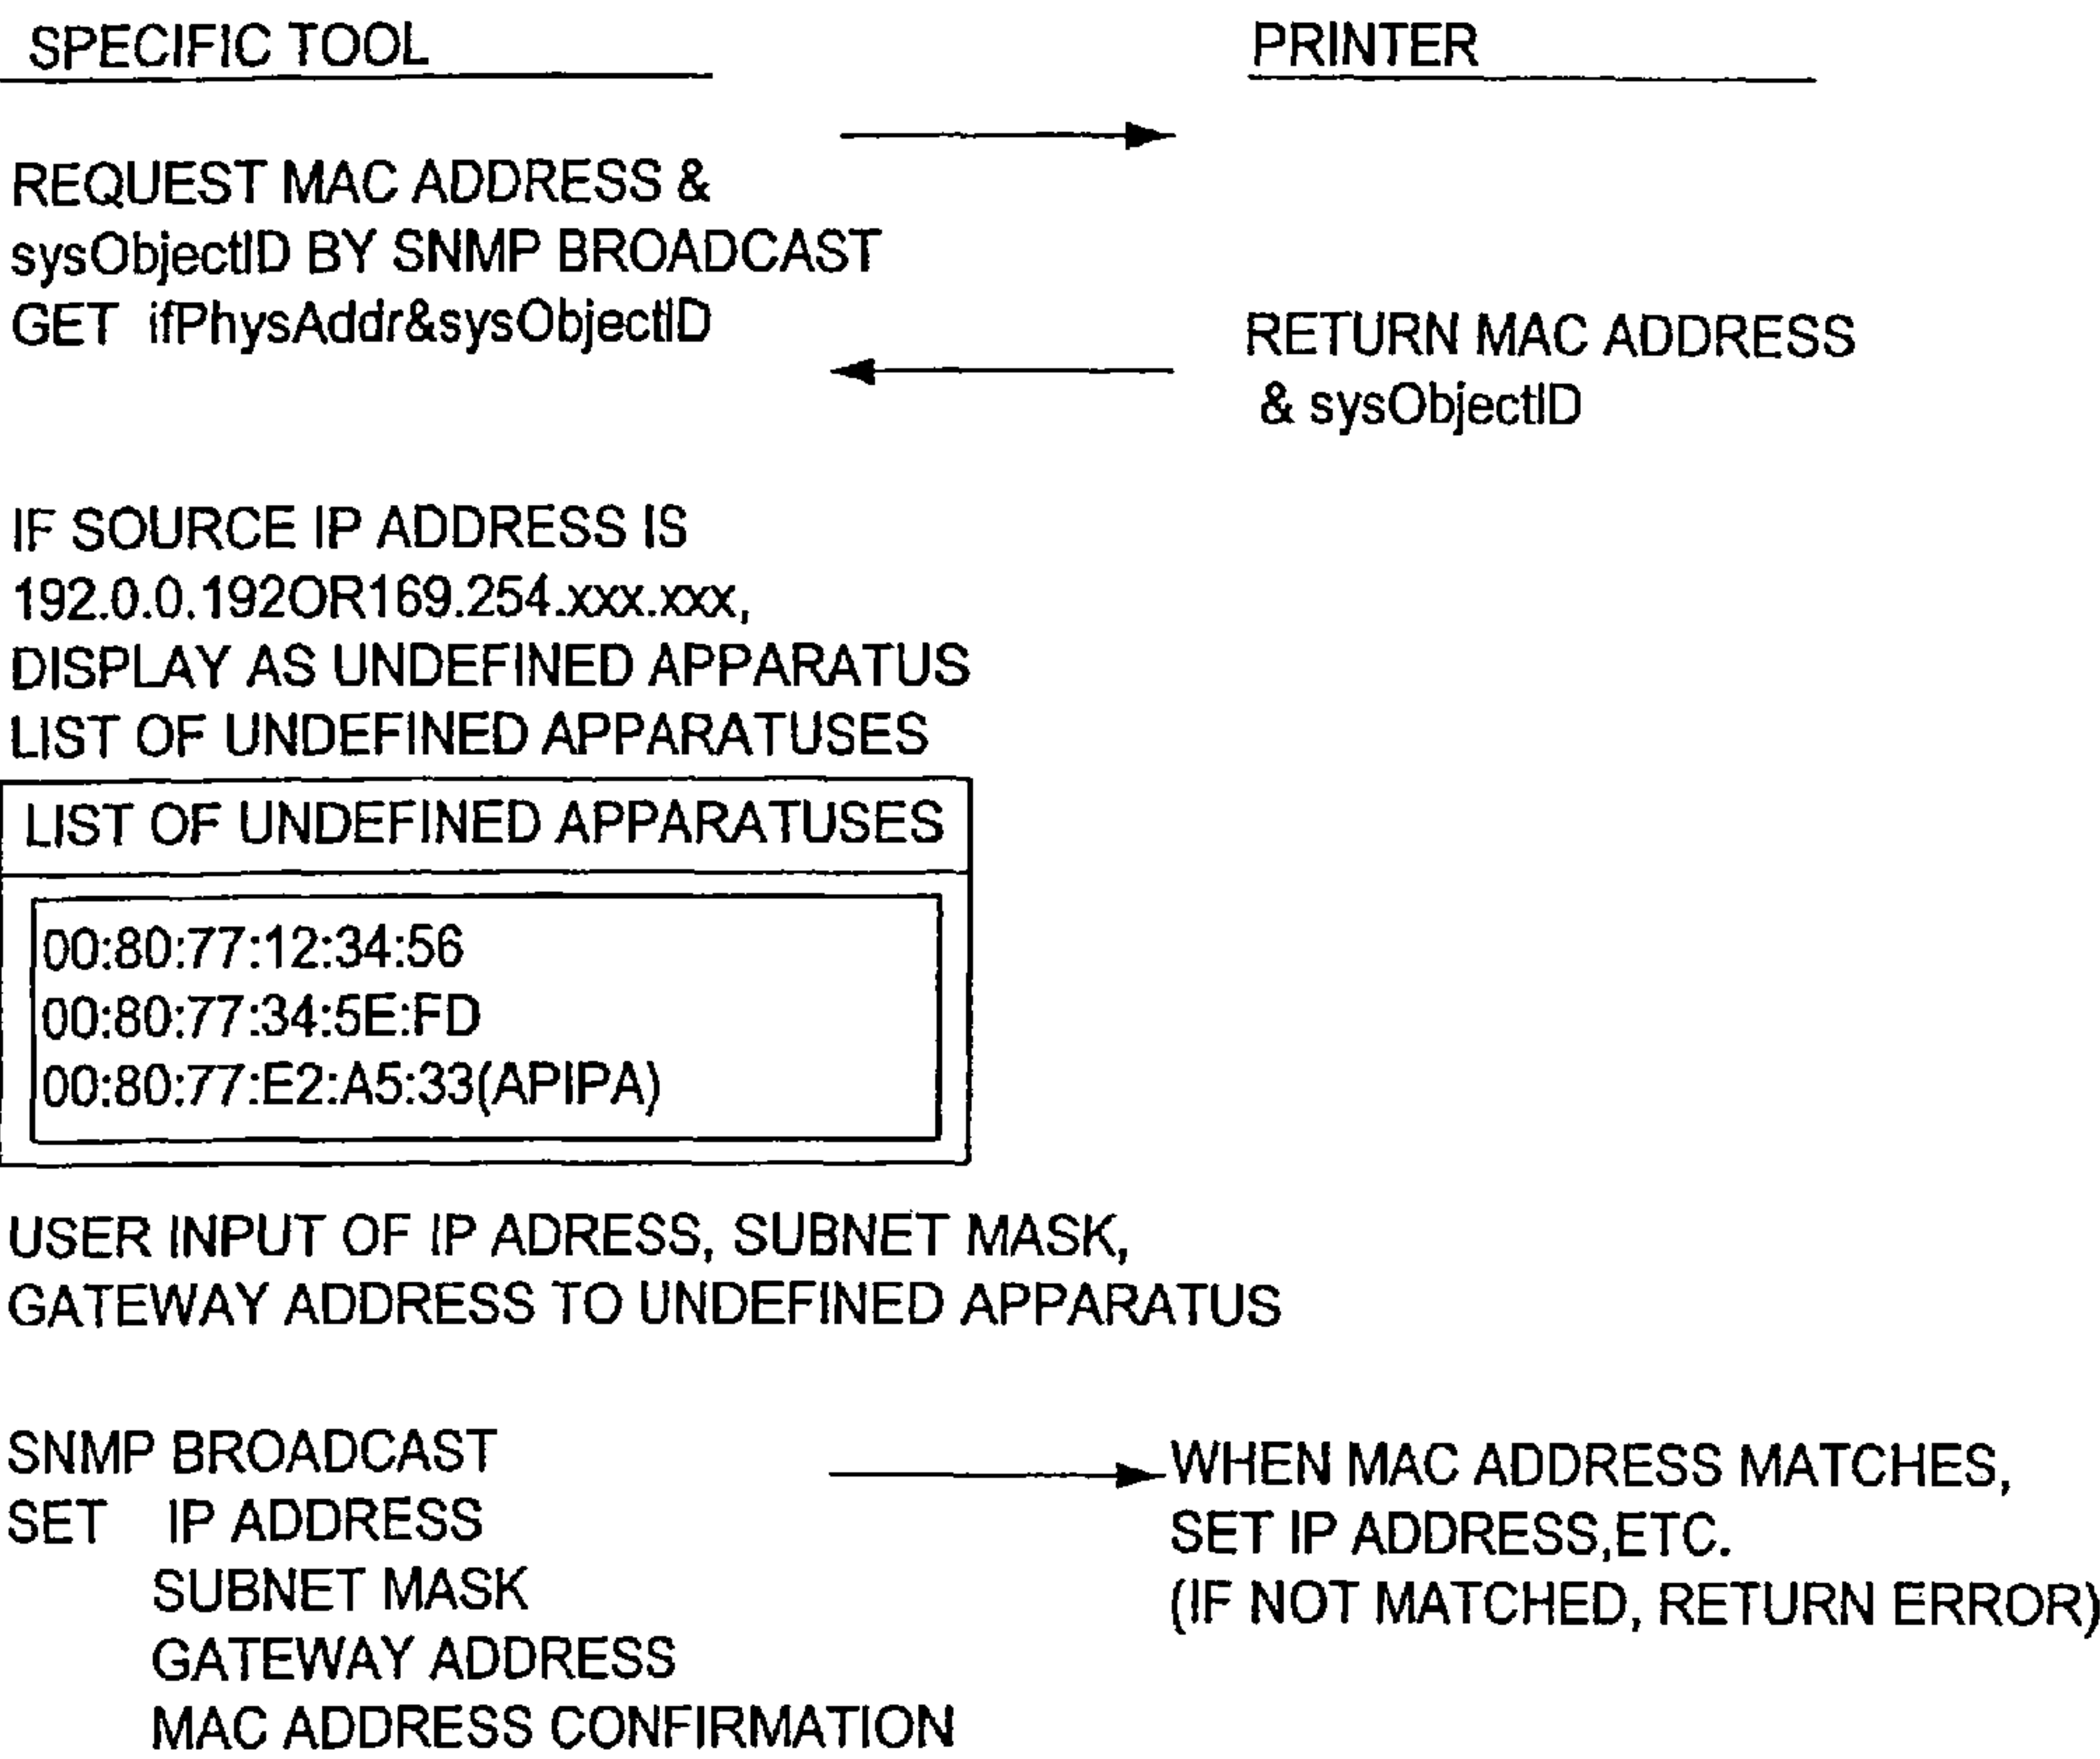 SPECIFIC TOOL
PRINTER
REQUEST MAC ADDRESS &
sysObjectID BY SNMP BROADCAST
GET ifPhysAddr&sysObjectID
RETURN MAC ADDRESS
& sysObjectID
IF SOURCE IP ADDRESS IS
192.0.0.192OR169.254.xxx.xxx,
DISPLAY AS UNDEFINED APPARATUS
LIST OF UNDEFINED APPARATUSES
LIST OF UNDEFINED APPARATUSES
00:80:77:12:34:56
00:80:77:34:5E:FD
00:80:77:E2:A5:33(APIPA)
USER INPUT OF IP ADRESS, SUBNET MASK,
GATEWAY ADDRESS TO UNDEFINED APPARATUS
SNMP BROADCAST
SET IP ADDRESS
SUBNET MASK
GATEWAY ADDRESS
MAC ADDRESS CONFIRMATION
WHEN MAC ADDRESS MATCHES,
SET IP ADDRESS,ETC.
(IF NOT MATCHED, RETURN ERROR)